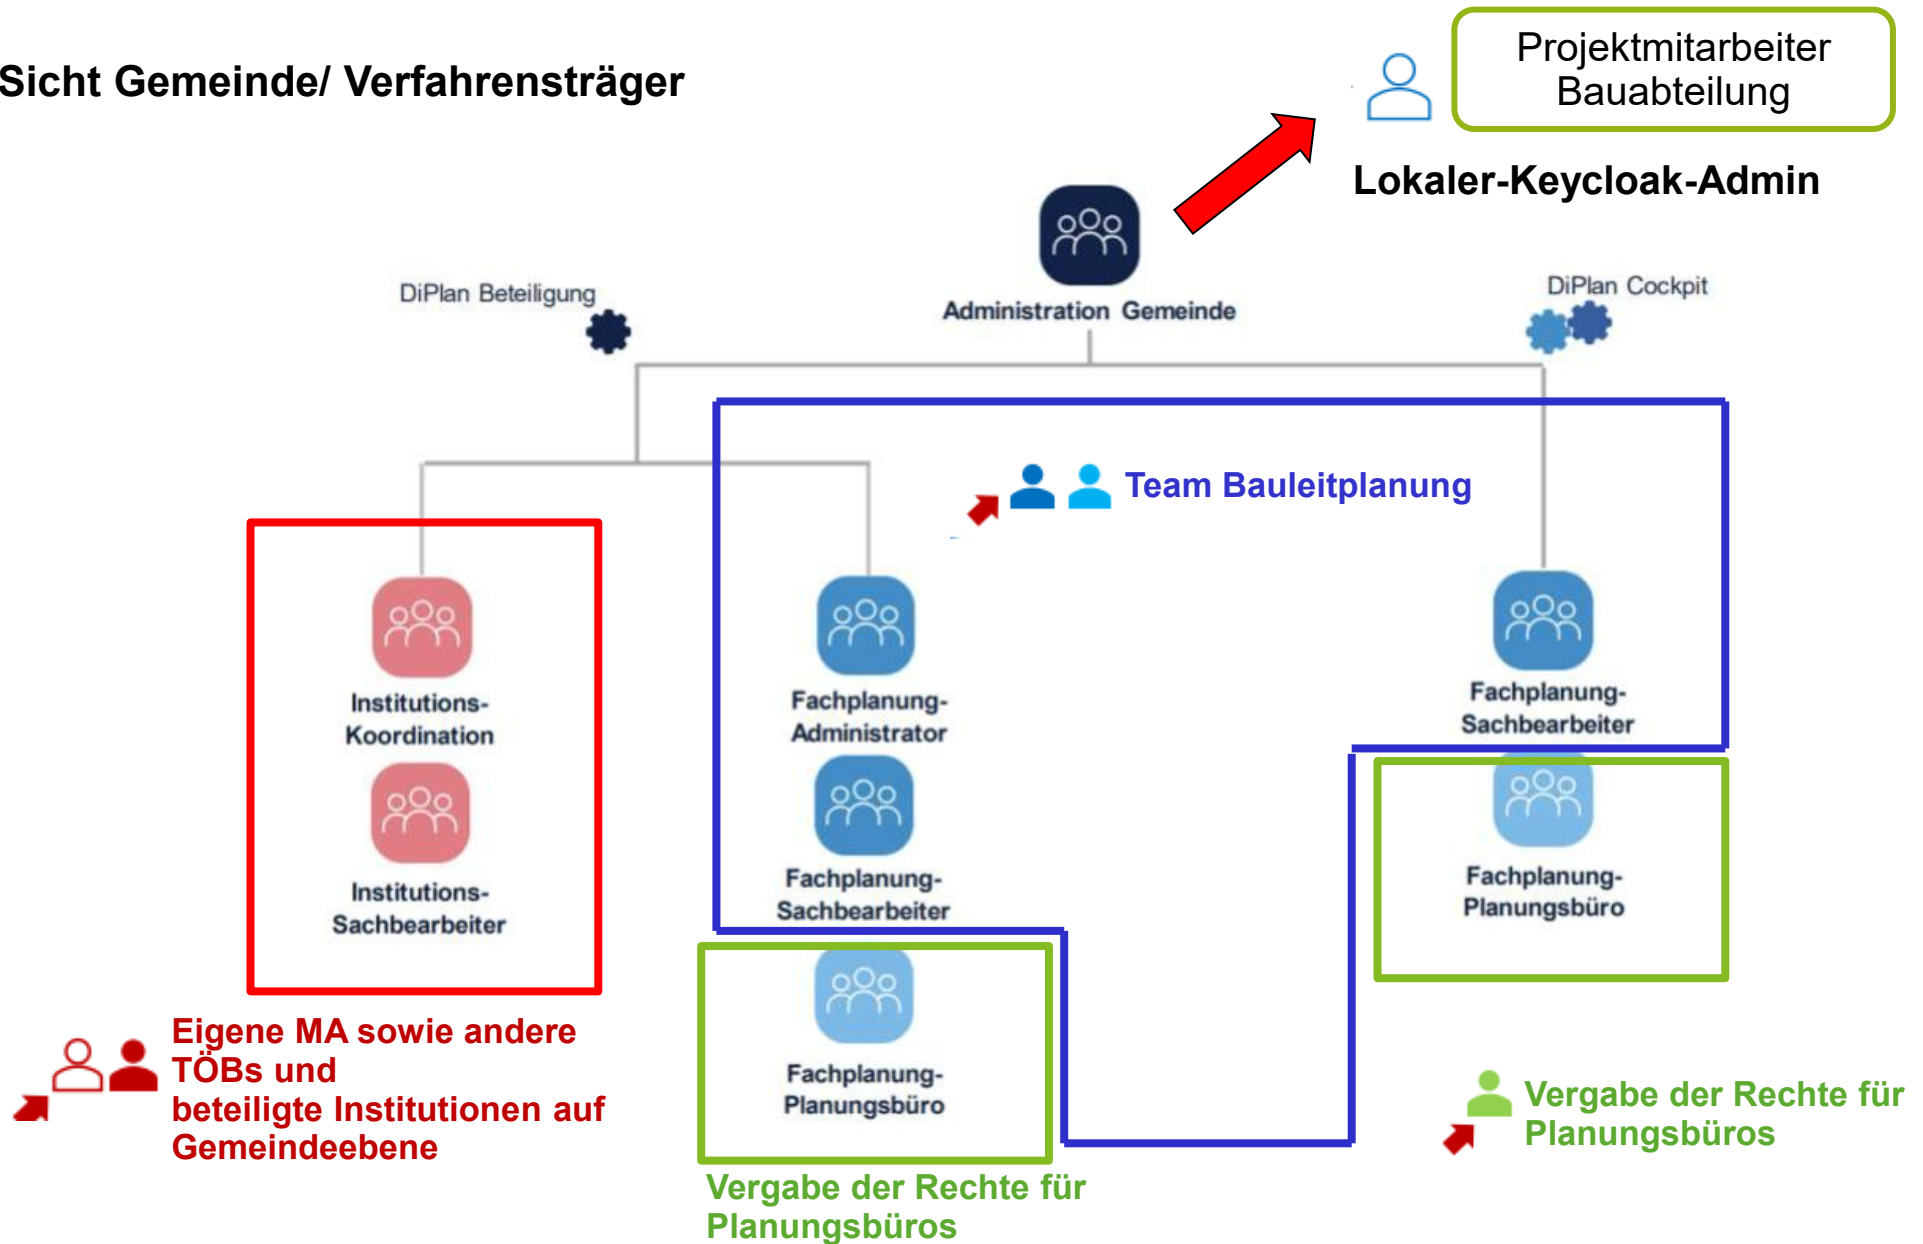 Sicht Gemeinde/ Verfahrensträger
Projektmitarbeiter
Bauabteilung
Lokaler-Keycloak-Admin
DiPlan Beteiligung
Administration Gemeinde
DiPlan Cockpit
Team Bauleitplanung
Institutions-
Koordination
Institutions-
Sachbearbeiter
Fachplanung-
Administrator
Fachplanung-
Sachbearbeiter
Fachplanung-
Planungsbüro
Fachplanung-
Sachbearbeiter
Fachplanung-
Planungsbüro
Eigene MA sowie andere
TÖBs und
beteiligte Institutionen auf
Gemeindeebene
Vergabe der Rechte für
Planungsbüros
Vergabe der Rechte für
Planungsbüros